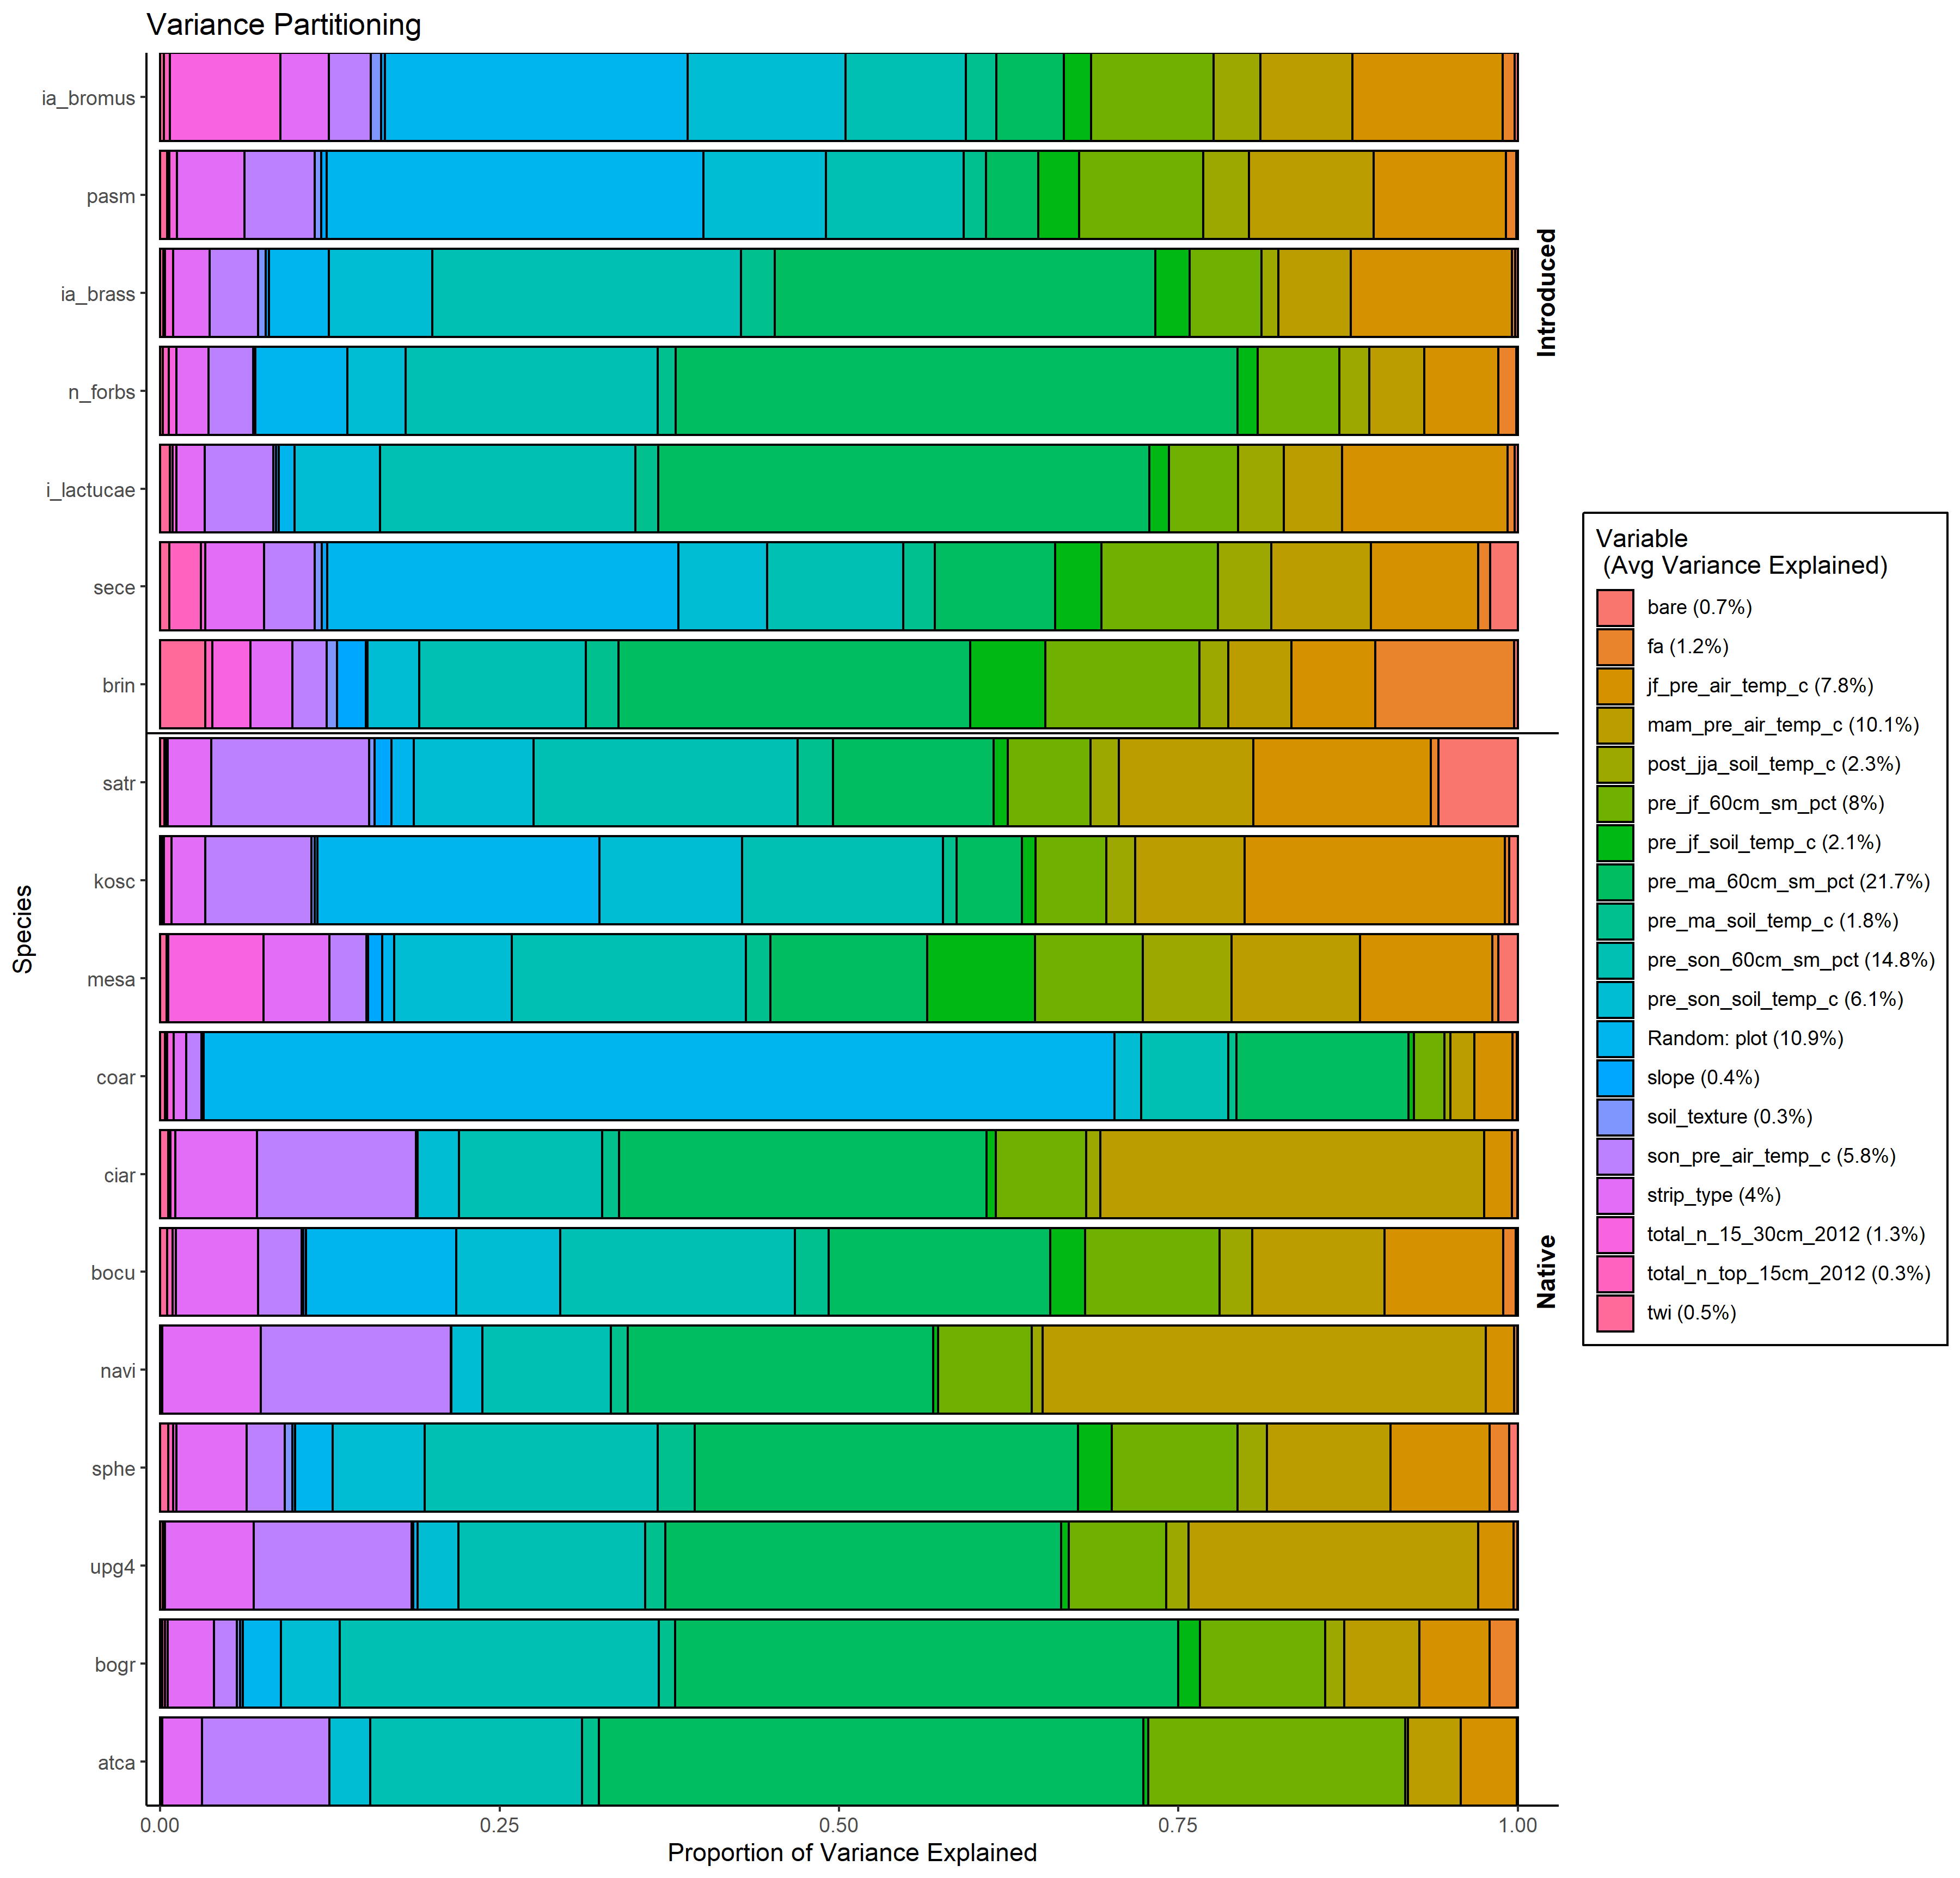 Variance Partitioning
ia_bromus
pasm
ia_brass
n_forbs
i_lactucae
sece
brin
satr
kosc
mesa
coar
ciar
bocu
navi
sphe
upg4
bogr
atca
Species
0.00
0.25
0.50
0.75
1.00
Proportion of Variance Explained
Introduced
Native
Variable
(Avg Variance Explained)
bare (0.7%)
fa (1.2%)
jf_pre_air_temp_c (7.8%)
mam_pre_air_temp_c (10.1%)
post_jja_soil_temp_c (2.3%)
pre_jf_60cm_sm_pct (8%)
pre_jf_soil_temp_c (2.1%)
pre_ma_60cm_sm_pct (21.7%)
pre_ma_soil_temp_c (1.8%)
pre_son_60cm_sm_pct (14.8%)
pre_son_soil_temp_c (6.1%)
Random: plot (10.9%)
slope (0.4%)
soil_texture (0.3%)
son_pre_air_temp_c (5.8%)
strip_type (4%)
total_n_15_30cm_2012 (1.3%)
total_n_top_15cm_2012 (0.3%)
twi (0.5%)